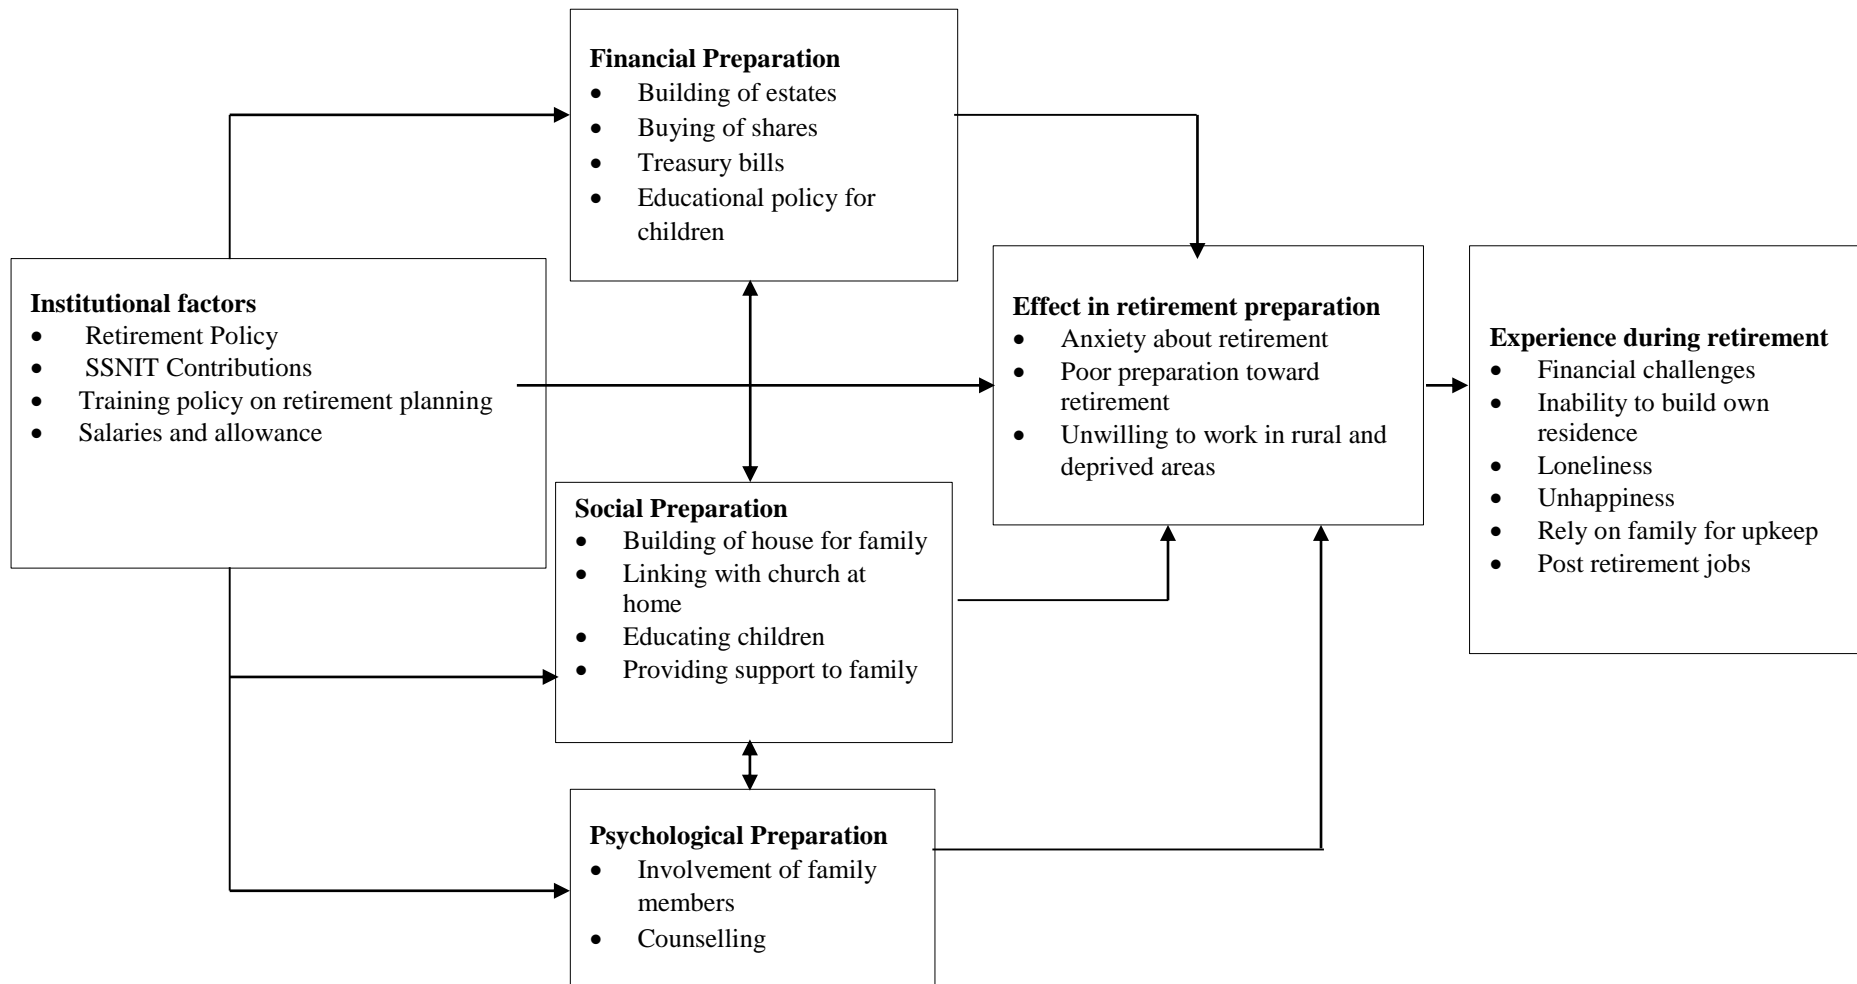 Financial Preparation
• Building of estates
• Buying of shares
• Treasury bills
• Educational policy for
children
Institutional factors
• Retirement Policy
• SSNIT Contributions
• Training policy on retirement planning
• Salaries and allowance
Effect in retirement preparation
• Anxiety about retirement
• Poor preparation toward
retirement
• Unwilling to work in rural and
deprived areas
Experience during retirement
• Financial challenges
• Inability to build own
residence
• Loneliness
• Unhappiness
• Rely on family for upkeep
• Post retirement jobs
Social Preparation
• Building of house for family
• Linking with church at
home
• Educating children
• Providing support to family
Psychological Preparation
• Involvement of family
members
• Counselling